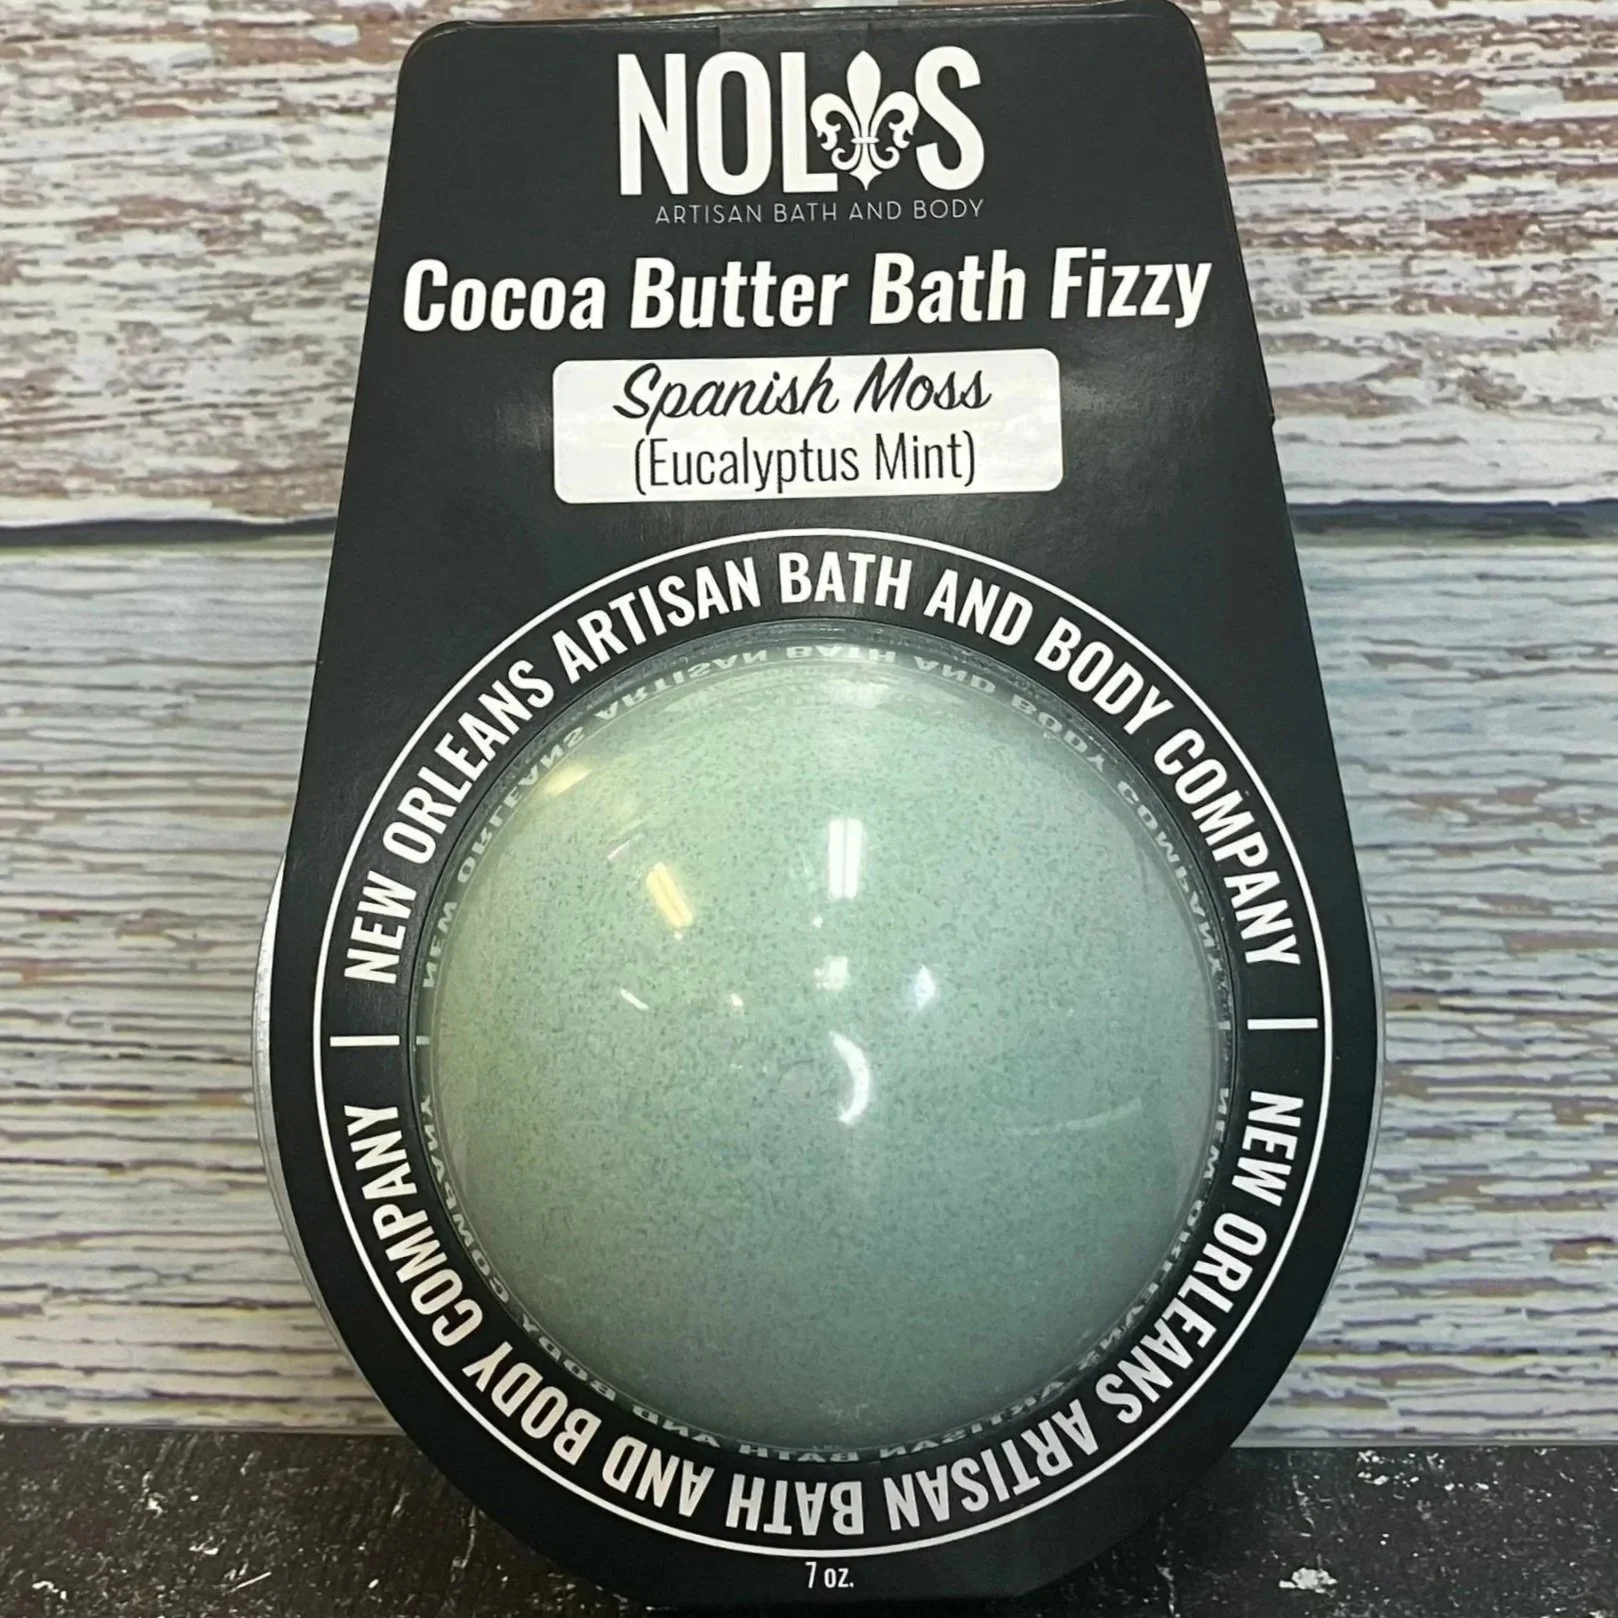 NOL⚜S
ARTISAN BATH AND BODY
Cocoa Butter Bath Fizzy
Spanish Moss
(Eucalyptus Mint)
NEW ORLEANS ARTISAN BATH AND BODY COMPANY |
NEW ORLEANS ARTISAN BATH AND BODY COMPANY |
7 oz.